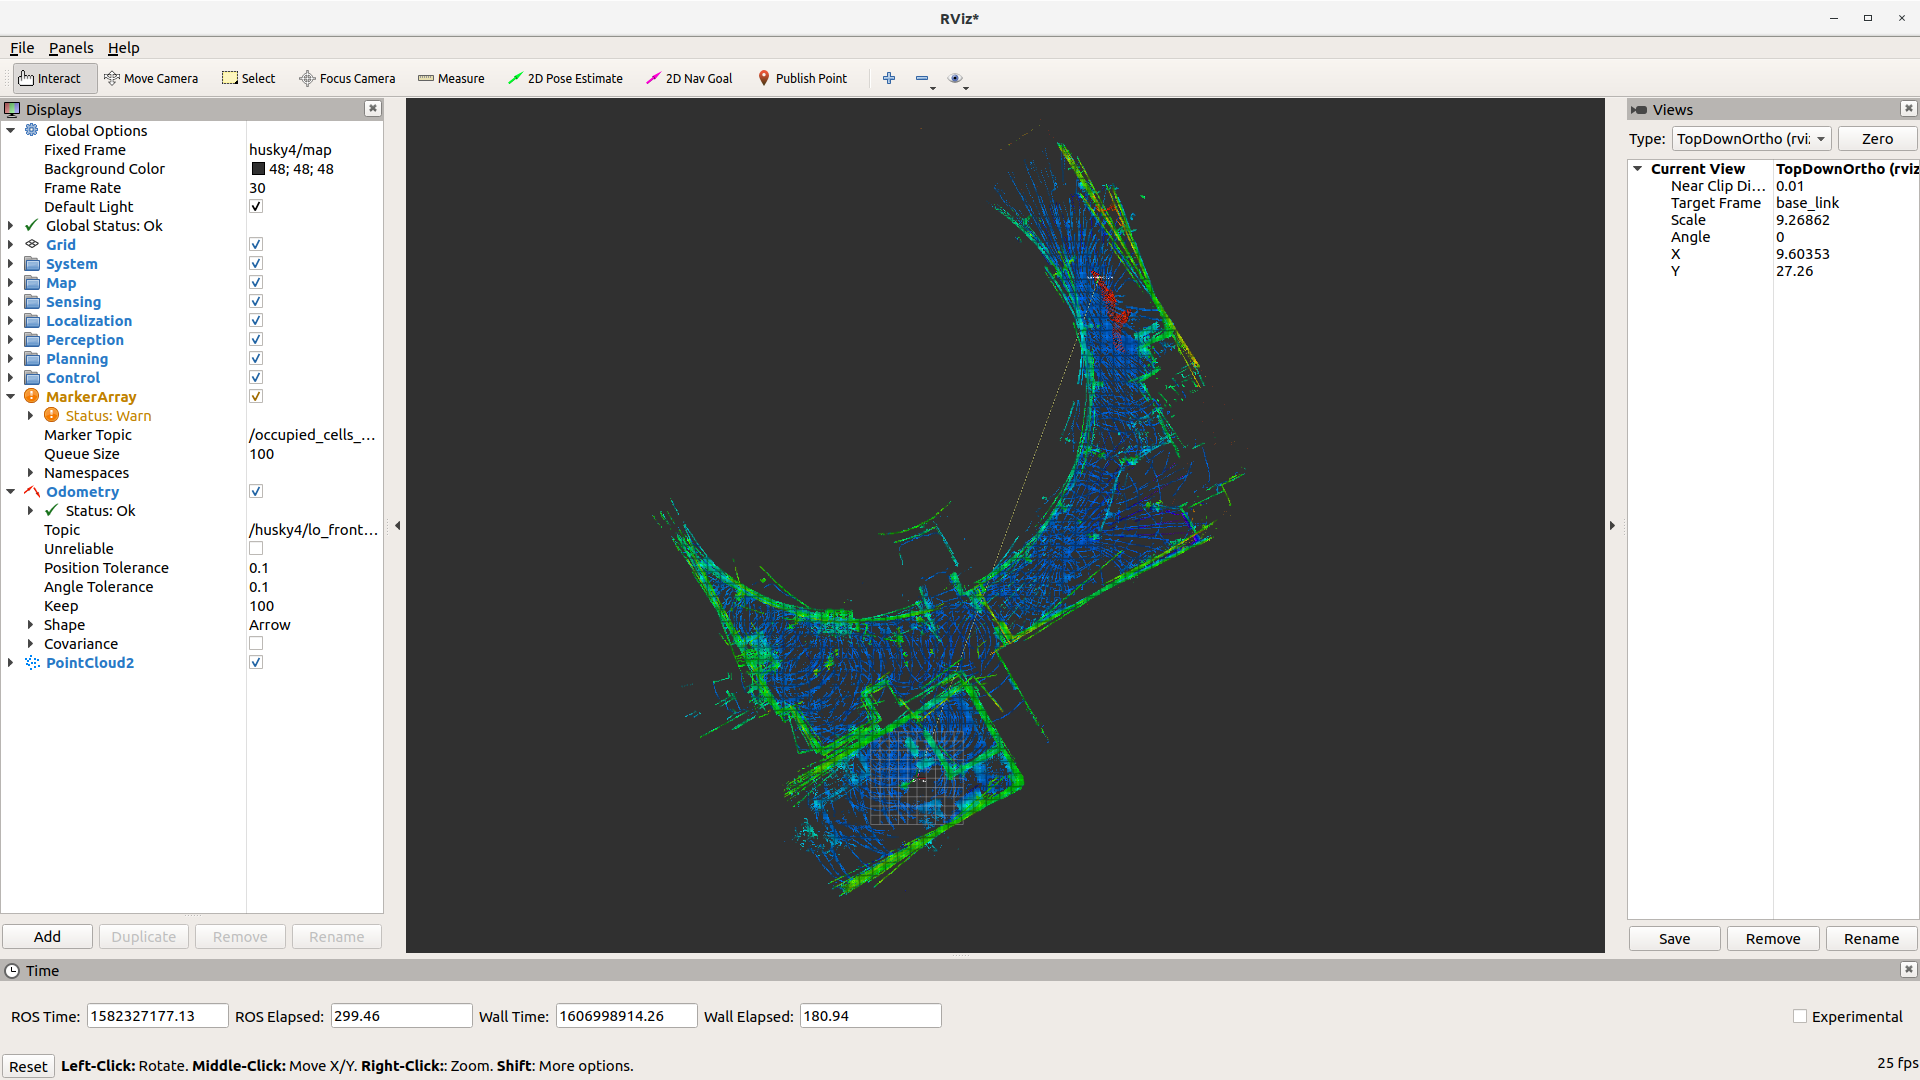 RViz*
File Panels Help
Interact Move Camera Select Focus Camera Measure 2D Pose Estimate 2D Nav Goal Publish Point
Displays
Global Options
Fixed Frame husky4/map
Background Color 48; 48; 48
Frame Rate 30
Default Light
Global Status: Ok
Grid
System
Map
Sensing
Localization
Perception
Planning
Control
MarkerArray
Status: Warn
Marker Topic /occupied_cells_...
Queue Size 100
Namespaces
Odometry
Status: Ok
Topic /husky4/lo_front...
Unreliable
Position Tolerance 0.1
Angle Tolerance 0.1
Keep 100
Shape Arrow
Covariance
PointCloud2
Add Duplicate Remove Rename
Views
Type: TopDownOrtho (rvi: Zero
Current View TopDownOrtho (rviz
Near Clip Di... 0.01
Target Frame base_link
Scale 9.26862
Angle 0
X 9.60353
Y 27.26
Save Remove Rename
Time
ROS Time: 1582327177.13 ROS Elapsed: 299.46 Wall Time: 1606998914.26 Wall Elapsed: 180.94 Experimental
Reset Left-Click: Rotate. Middle-Click: Move X/Y. Right-Click:: Zoom. Shift: More options. 25 fps